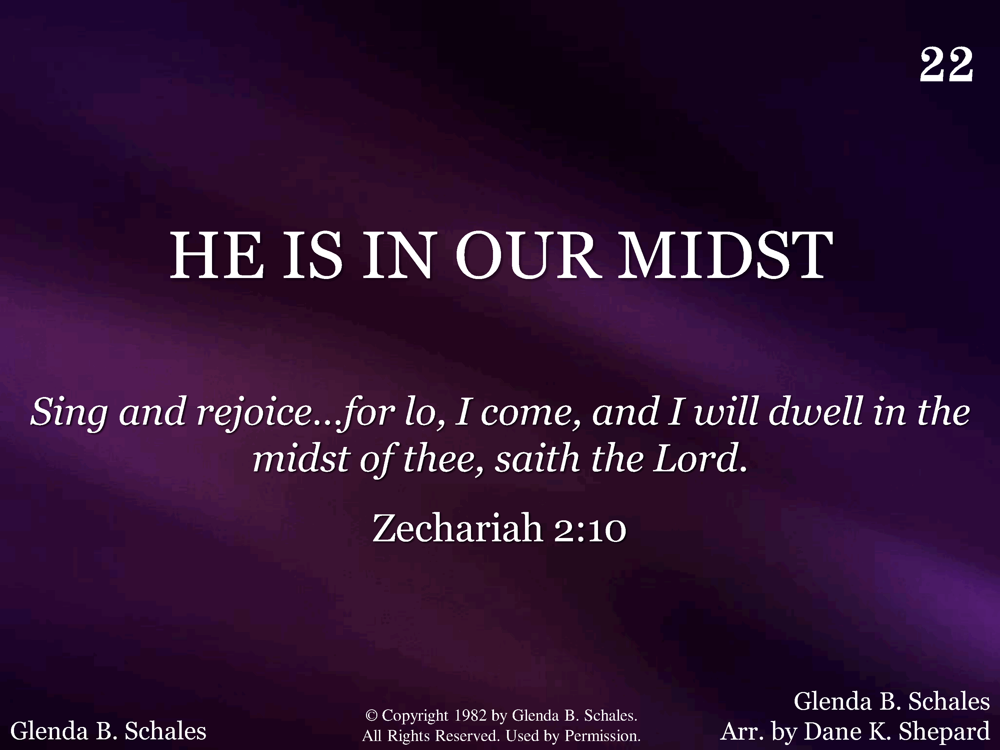 22
HE IS IN OUR MIDST
Sing and rejoice...for lo, I come, and I will dwell in the
midst of thee, saith the Lord.
Zechariah 2:10
Glenda B. Schales
© Copyright 1982 by Glenda B. Schales.
All Rights Reserved. Used by Permission.
Glenda B. Schales
Arr. by Dane K. Shepard